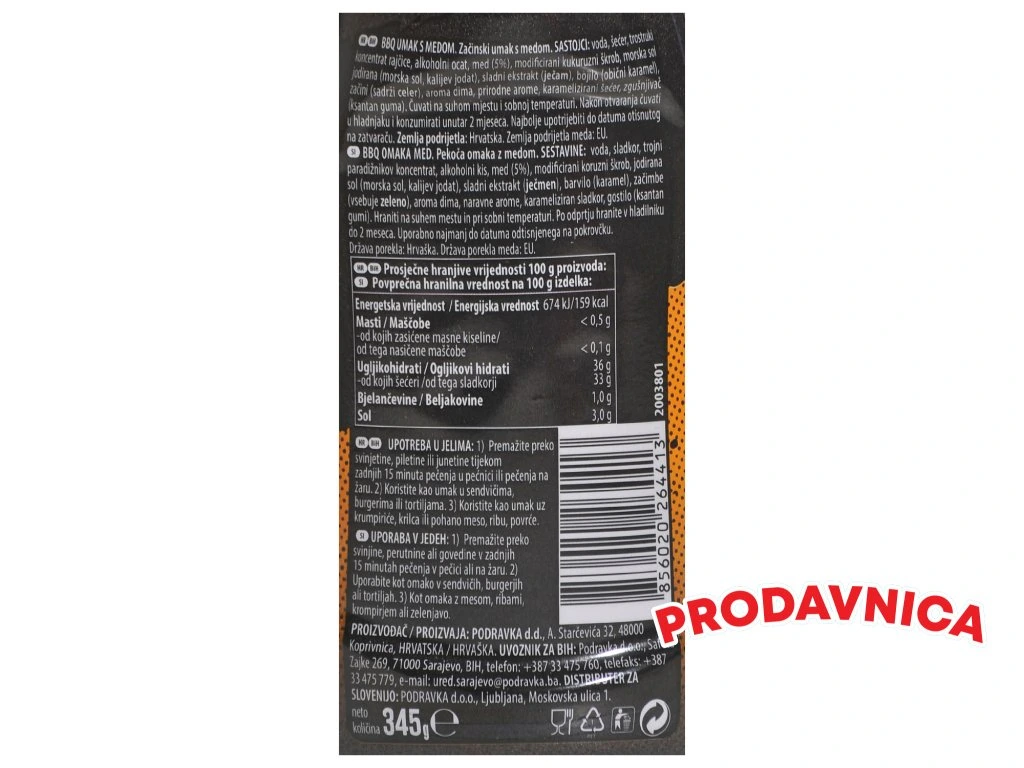 HR BIH BBQ UMAK S MEDOM. Začinski umak s medom. SASTOJCI: voda, šećer, trostruki
koncentrat rajčice, alkoholni ocat, med (5%), modificirani kukuruzni škrob, morska sol
jodirana (morska sol, kalijev jodat), sladni ekstrakt (ječam), bojilo (obični karamel),
začini (sadrži celer), aroma dima, prirodne arome, karamelizirani šećer, zgušnjivač
(ksantan guma). Čuvati na suhom mjestu i sobnoj temperaturi. Nakon otvaranja čuvati
u hladnjaku i konzumirati unutar 2 mjeseca. Najbolje upotrijebiti do datuma otisnutog
na zatvaraču. Zemlja podrijetla: Hrvatska. Zemlja podrijetla meda: EU.
SI BBQ OMAKA MED. Pekoča omaka z medom. SESTAVINE: voda, sladkor, trojni
paradižnikov koncentrat, alkoholni kis, med (5%), modificirani koruzni škrob, jodirana
sol (morska sol, kalijev jodat), sladni ekstrakt (ječmen), barvilo (karamel), začimbe
(vsebuje zeleno), aroma dima, naravne arome, karameliziran sladkor, gostilo (ksantan
gumi). Hraniti na suhem mestu in pri sobni temperaturi. Po odprtju hranite v hladilniku
do 2 meseca. Uporabno najmanj do datuma odtisnjenega na pokrovčku.
Država porekla: Hrvaška. Država porekla meda: EU.
HR BIH Prosječne hranjive vrijednosti 100 g proizvoda:
SI Povprečna hranilna vrednost na 100 g izdelka:
Energetska vrijednost / Energijska vrednost 674 kJ/159 kcal
Masti / Maščobe < 0,5 g
-od kojih zasićene masne kiseline/
od tega nasičene maščobe < 0,1 g
Ugljikohidrati / Ogljikovi hidrati 36 g
-od kojih šećeri /od tega sladkorji 33 g
Bjelančevine / Beljakovine 1,0 g
Sol 3,0 g
2003801
HR BIH UPOTREBA U JELIMA: 1) Premažite preko
svinjetine, piletine ili junetine tijekom
zadnjih 15 minuta pečenja u pećnici ili pečenja na
žaru. 2) Koristite kao umak u sendvičima,
burgerima ili tortiljama. 3) Koristite kao umak uz
krumpiriće, krilca ili pohano meso, ribu, povrće.
SI UPORABA V JEDEH: 1) Premažite preko
svinjine, perutnine ali govedine v zadnjih
15 minutah pečenja v pečici ali na žaru. 2)
Uporabite kot omako v sendvičih, burgerjih
ali tortiljah. 3) Kot omaka z mesom, ribami,
krompirjem ali zelenjavo.
856020 264413
PRODAVNICA
PROIZVOĐAČ / PROIZVAJA: PODRAVKA d.d., A. Starčevića 32, 48000
Koprivnica, HRVATSKA / HRVAŠKA. UVOZNIK ZA BIH: Podravka d.o.o.,
Zajke 269, 71000 Sarajevo, BIH, telefon: +387 33 475 760, telefaks: +387
33 475 779, e-mail: ured.sarajevo@podravka.ba. DISTRIBUTER ZA
SLOVENIJO: PODRAVKA d.o.o., Ljubljana, Moskovska ulica 1.
neto
količina 345g e